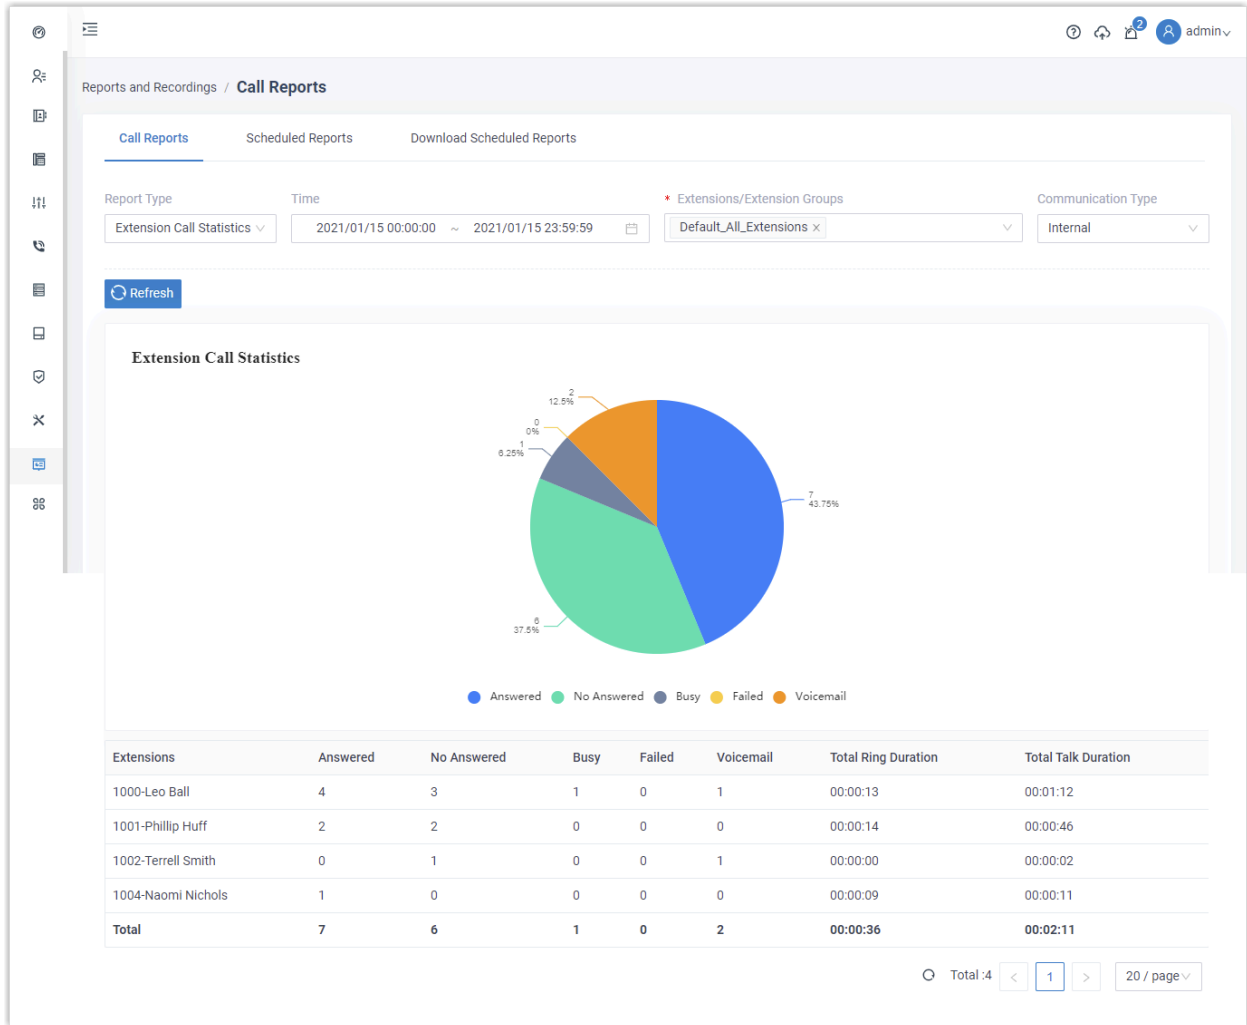 2
A admin
Reports and Recordings / Call Reports
Call Reports Scheduled Reports Download Scheduled Reports
Report Type Time * Extensions/Extension Groups Communication Type
Extension Call Statistics 2021/01/15 00:00:00 ~ 2021/01/15 23:59:59 Default_All_Extensions × Internal
Refresh
Extension Call Statistics
2
12.5%
0
0%
1
6.25%
7
43.75%
6
37.5%
Answered No Answered Busy Failed Voicemail
Extensions Answered No Answered Busy Failed Voicemail Total Ring Duration Total Talk Duration
1000-Leo Ball 4 3 1 0 1 00:00:13 00:01:12
1001-Phillip Huff 2 2 0 0 0 00:00:14 00:00:46
1002-Terrell Smith 0 1 0 0 1 00:00:00 00:00:02
1004-Naomi Nichols 1 0 0 0 0 00:00:09 00:00:11
Total 7 6 1 0 2 00:00:36 00:02:11
Total :4 < 1 > 20 / page